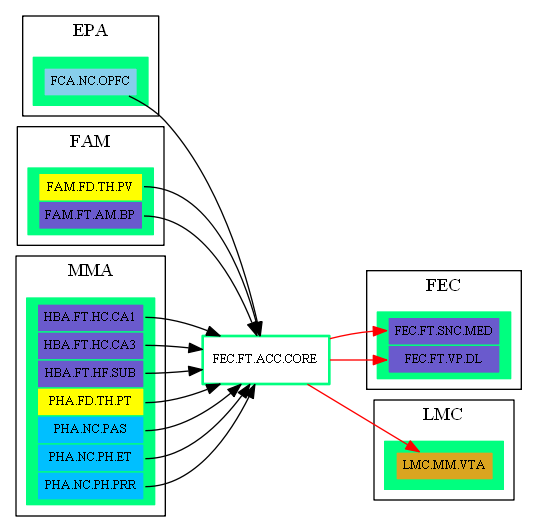 EPA
FCA.NC.OPFC
FAM
FAM.FD.TH.PV
FAM.FT.AM.BP
MMA
HBA.FT.HC.CA1
HBA.FT.HC.CA3
HBA.FT.HF.SUB
PHA.FD.TH.PT
PHA.NC.PAS
PHA.NC.PH.ET
PHA.NC.PH.PRR
FEC.FT.ACC.CORE
FEC
FEC.FT.SNC.MED
FEC.FT.VP.DL
LMC
LMC.MM.VTA